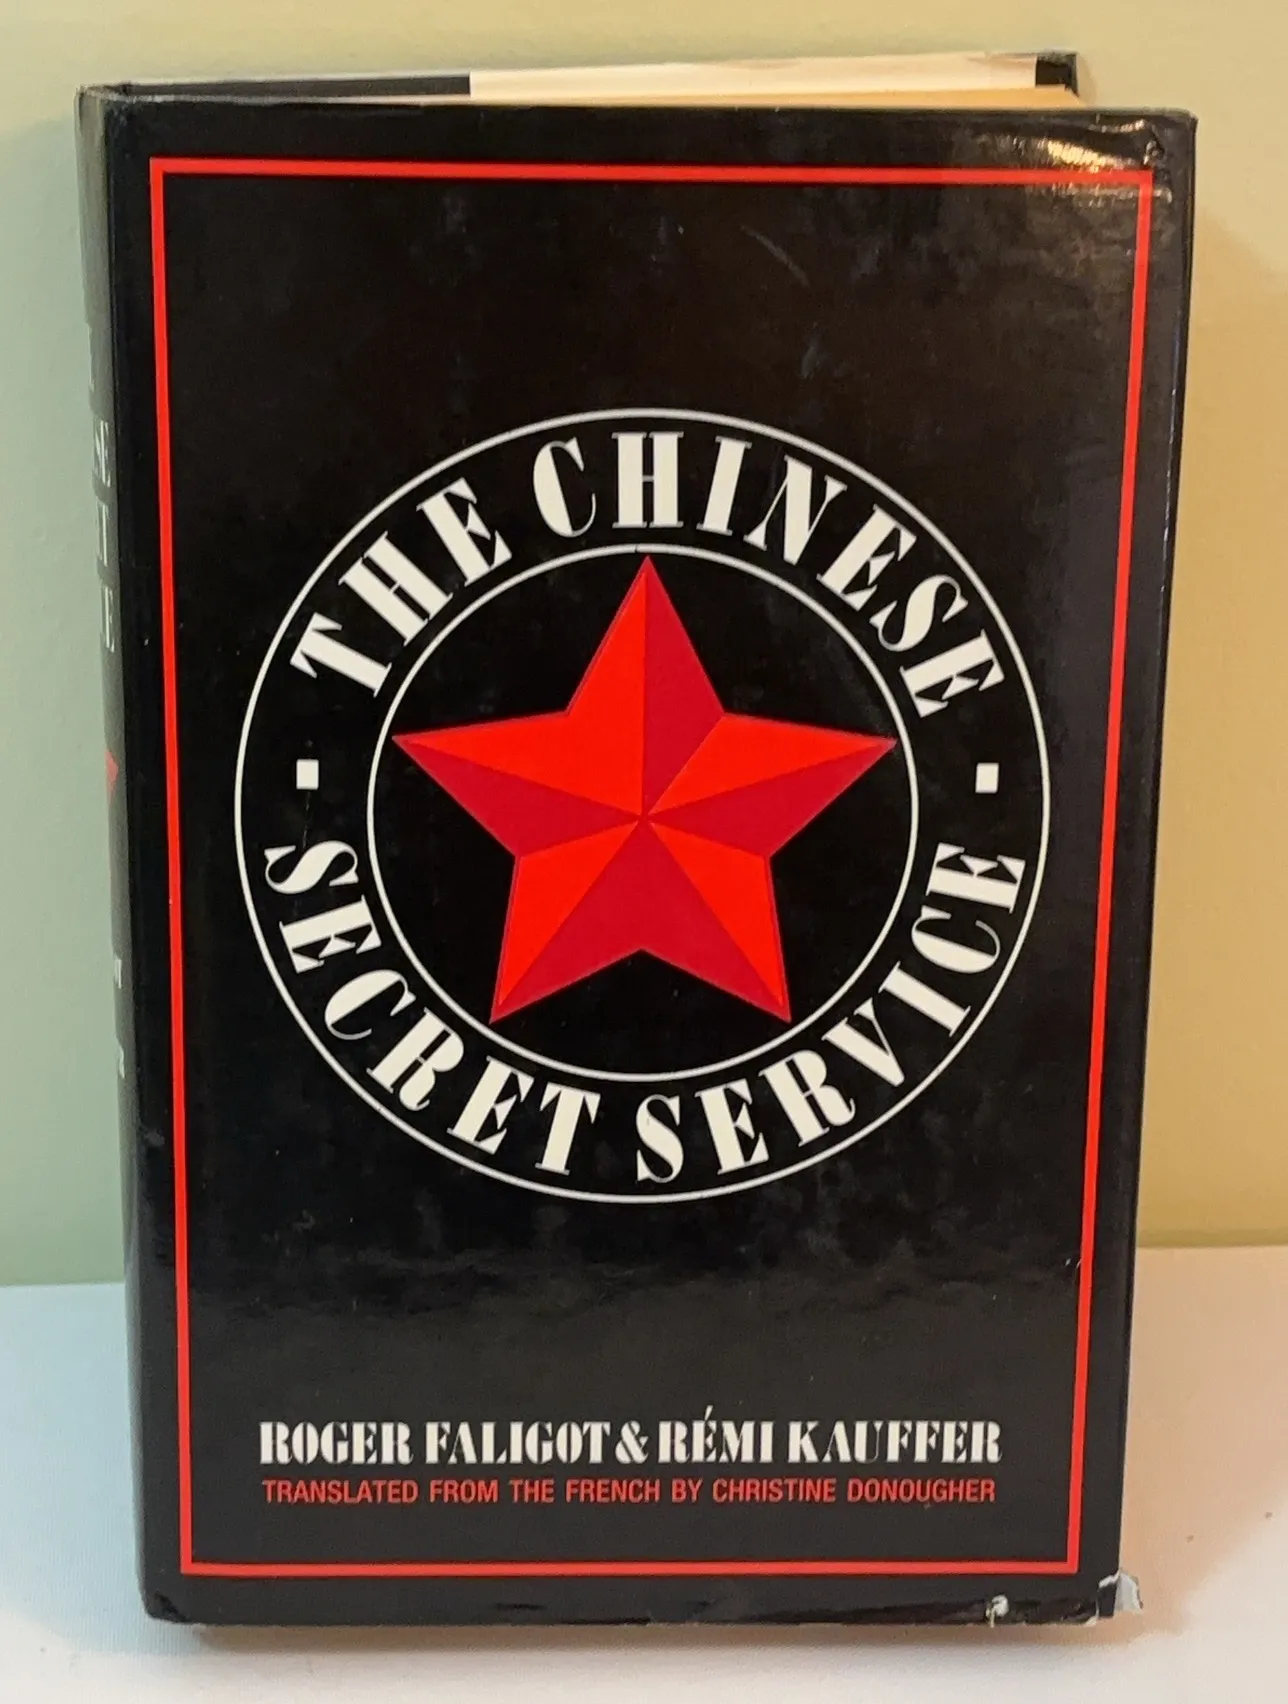 THE CHINESE
SECRET SERVICE
ROGER FALIGOT & RÉMI KAUFFER
TRANSLATED FROM THE FRENCH BY CHRISTINE DONOUGHER